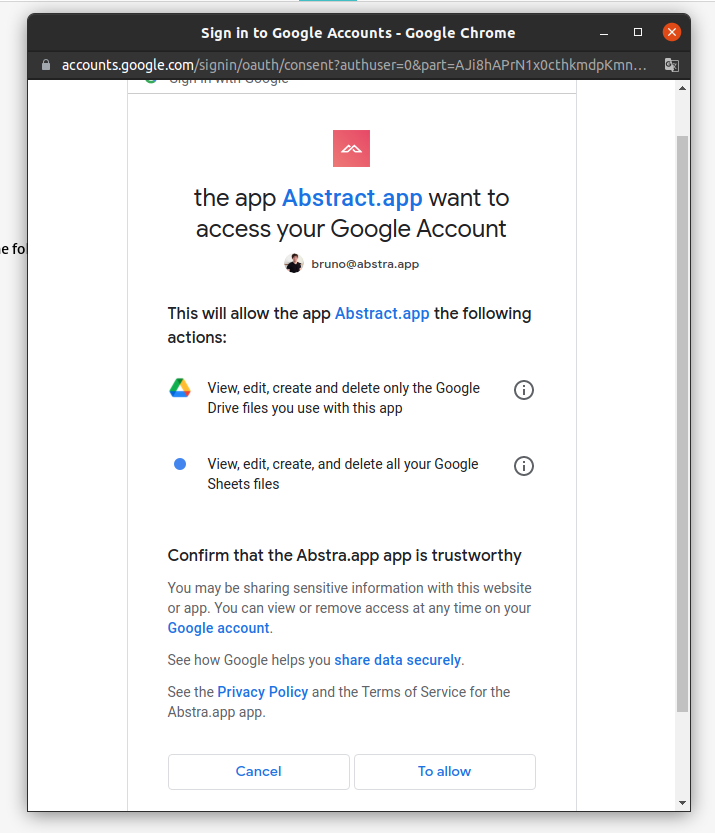 Sign in to Google Accounts - Google Chrome
accounts.google.com/signin/oauth/consent?authuser=0&part=AJi8hAPrN1x0cthkmdpKmn...
Sign in with Google
the app Abstract.app want to
access your Google Account
bruno@abstra.app
This will allow the app Abstract.app the following
actions:
View, edit, create and delete only the Google
Drive files you use with this app
View, edit, create, and delete all your Google
Sheets files
Confirm that the Abstra.app app is trustworthy
You may be sharing sensitive information with this website
or app. You can view or remove access at any time on your
Google account.
See how Google helps you share data securely.
See the Privacy Policy and the Terms of Service for the
Abstra.app app.
Cancel
To allow